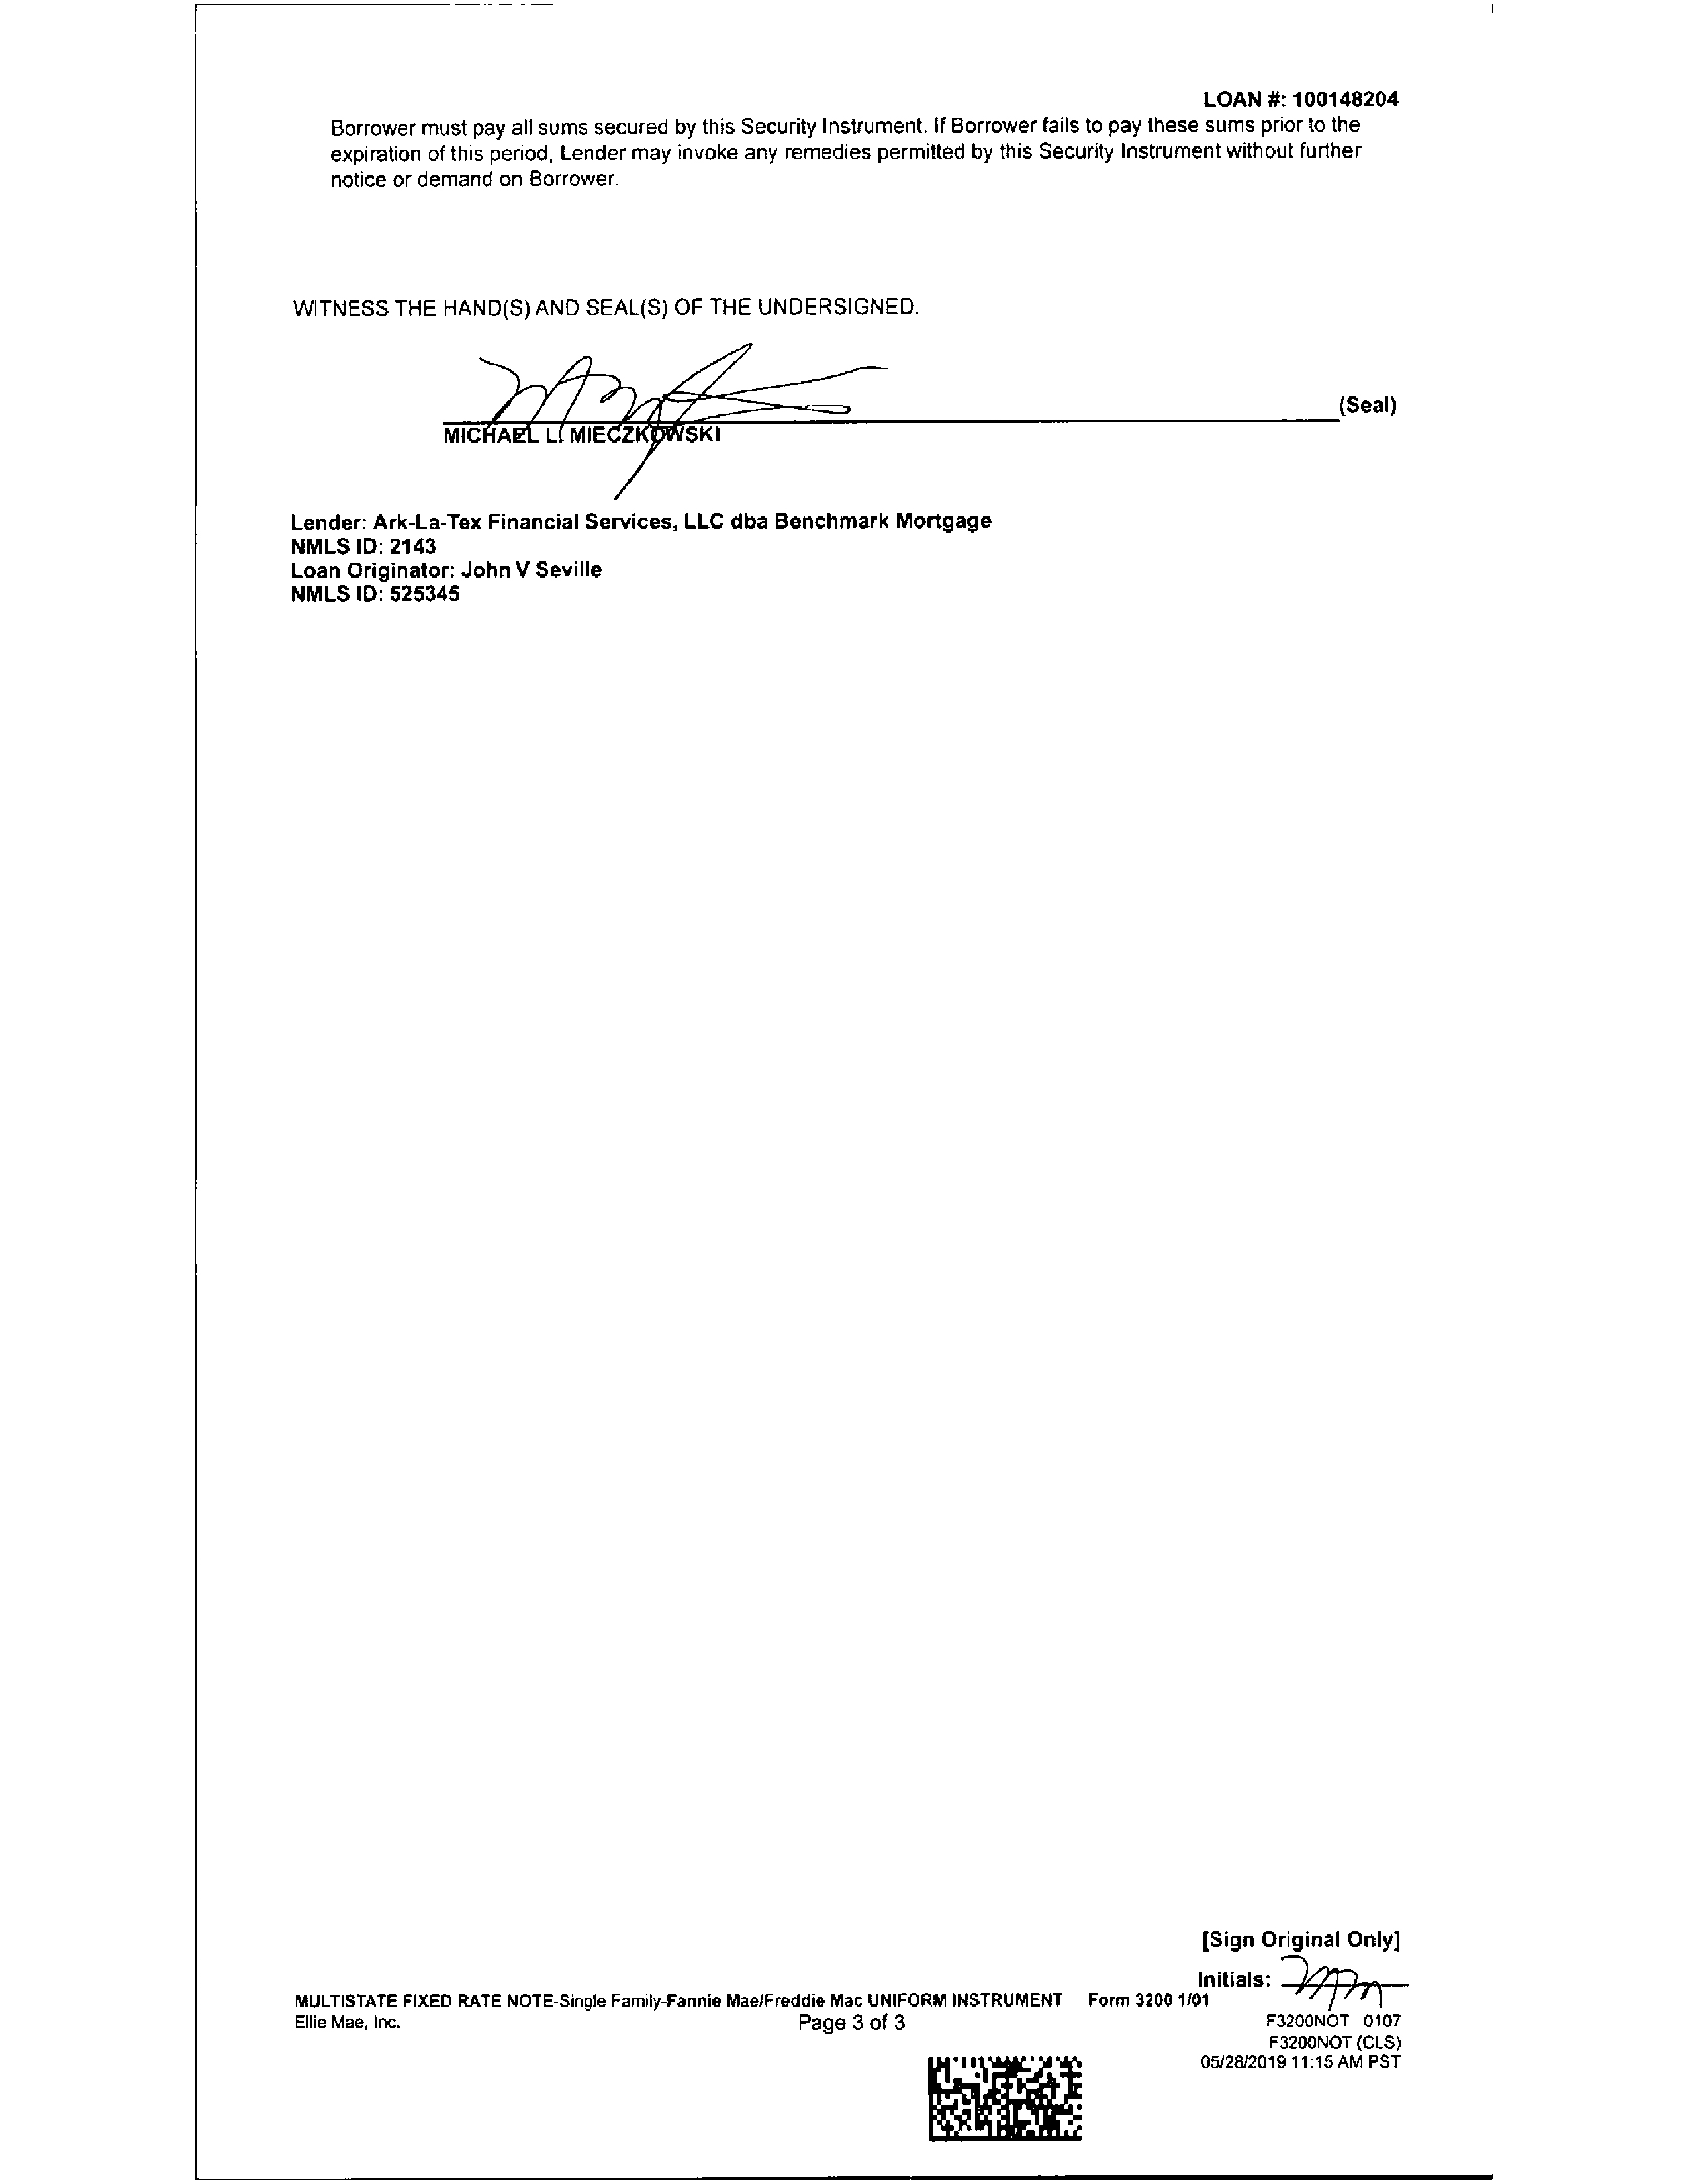 LOAN #: 100148204
Borrower must pay all sums secured by this Security Instrument. If Borrower fails to pay these sums prior to the
expiration of this period, Lender may invoke any remedies permitted by this Security Instrument without further
notice or demand on Borrower.
WITNESS THE HAND(S) AND SEAL(S) OF THE UNDERSIGNED.
(Seal)
MICHAEL L MIECZKOWSKI
Lender: Ark-La-Tex Financial Services, LLC dba Benchmark Mortgage
NMLS ID: 2143
Loan Originator: John V Seville
NMLS ID: 525345
[Sign Original Only]
Initials: MLM
MULTISTATE FIXED RATE NOTE-Single Family-Fannie Mae/Freddie Mac UNIFORM INSTRUMENT Form 3200 1/01
Ellie Mae, Inc. Page 3 of 3 F3200NOT 0107
F3200NOT (CLS)
05/28/2019 11:15 AM PST